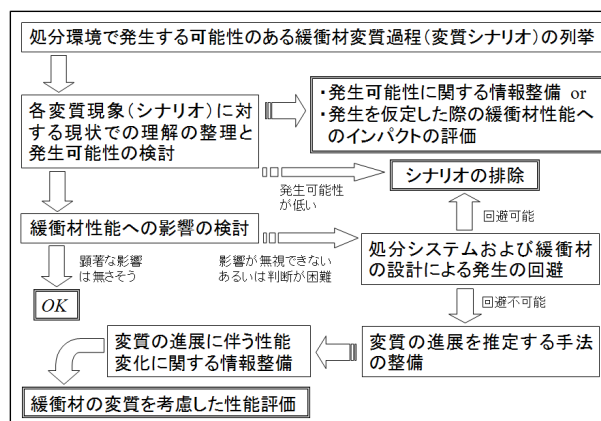 処分環境で発生する可能性のある緩衝材変質過程(変質シナリオ)の列挙
各変質現象(シナリオ)に対
する現状での理解の整理と
発生可能性の検討
・発生可能性に関する情報整備 or
・発生を仮定した際の緩衝材性能へ
のインパクトの評価
発生可能性
が低い
シナリオの排除
緩衝材性能への影響の検討
回避可能
顕著な影響
は無さそう
影響が無視できない
あるいは判断が困難
処分システムおよび緩衝材
の設計による発生の回避
OK
回避不可能
変質の進展に伴う性能
変化に関する情報整備
変質の進展を推定する手法
の整備
緩衝材の変質を考慮した性能評価